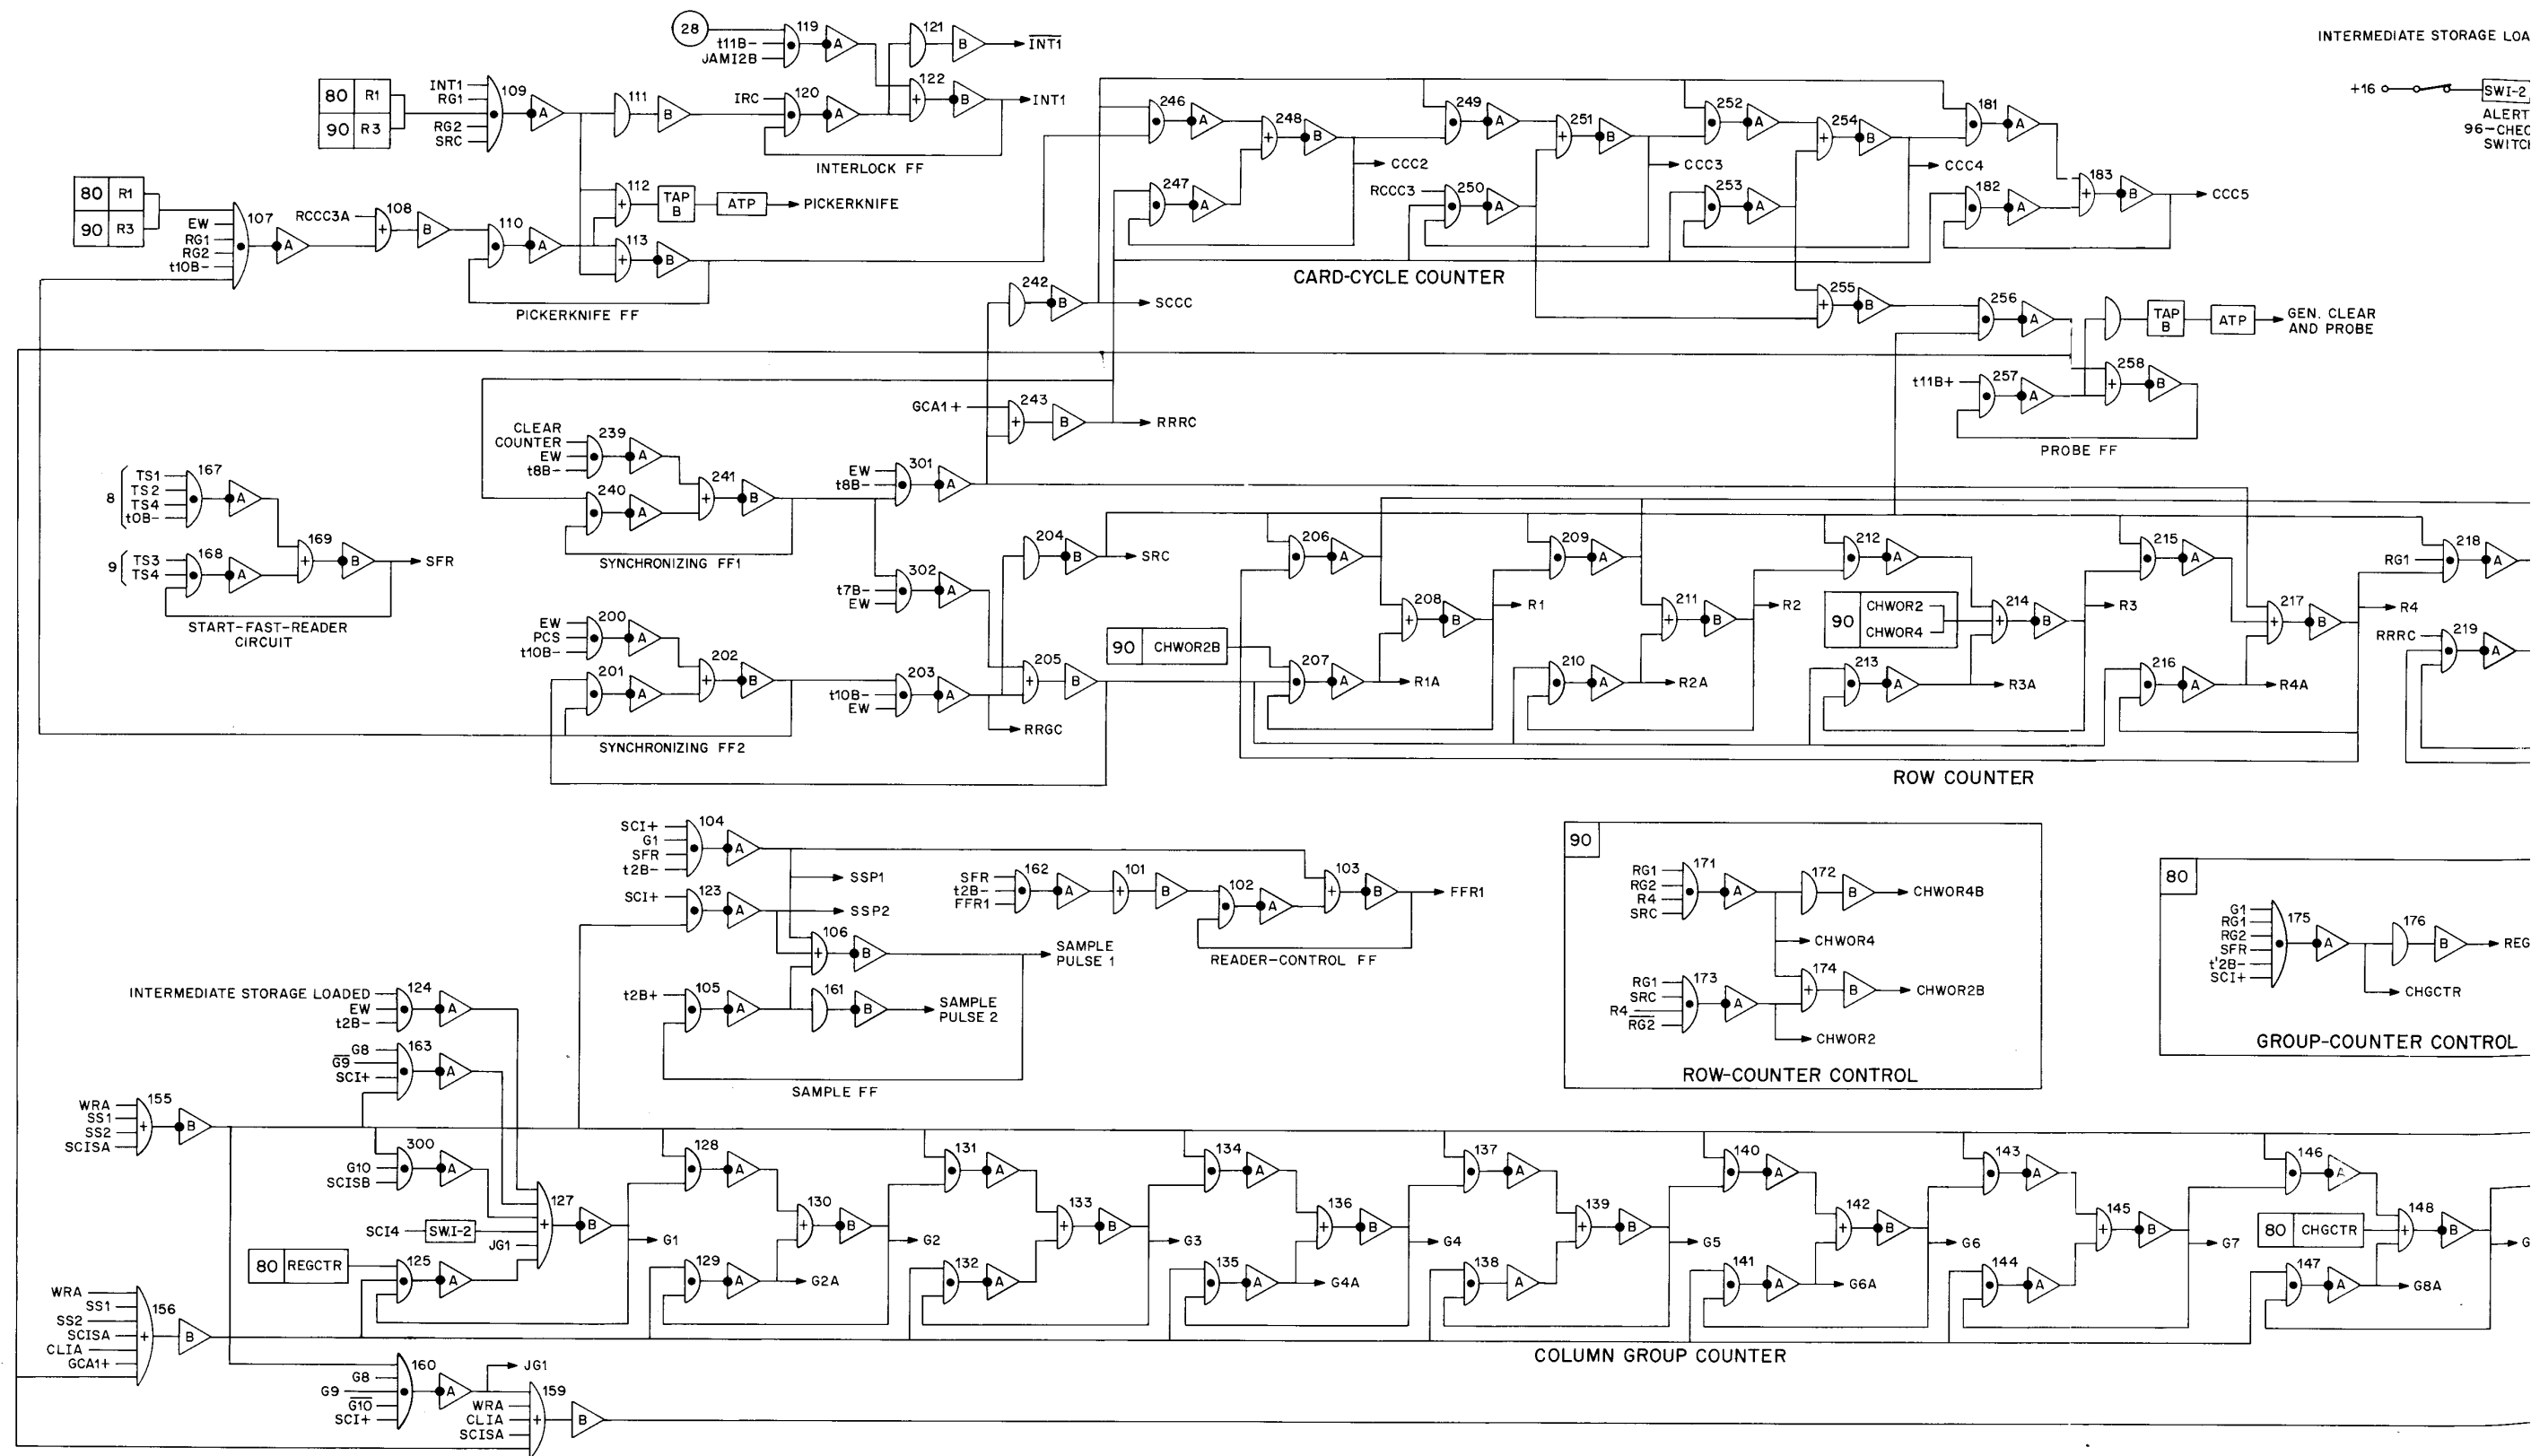 28
t11B-
JAMI2B
119
A
121
B
INT1
INTERMEDIATE STORAGE LOA
80 R1
90 R3
INT1
RG1
RG2
SRC
109
A
111
B
IRC
120
A
122
B
INT1
INTERLOCK FF
+16
SWI-2
ALERT
96-CHEC
SWITCH
246
A
248
B
CCC2
247
A
249
A
251
B
CCC3
RCCC3
250
A
252
A
254
B
CCC4
253
A
181
A
183
B
CCC5
182
A
CARD-CYCLE COUNTER
80 R1
90 R3
EW
RG1
RG2
t10B-
107
A
RCCC3A
108
B
110
A
112
TAP B
ATP
PICKERKNIFE
113
B
PICKERKNIFE FF
242
B
SCCC
255
B
256
A
TAP B
ATP
GEN. CLEAR
AND PROBE
t11B+
257
A
258
B
PROBE FF
GCA1+
243
B
RRRC
CLEAR
COUNTER
EW
t8B-
239
A
240
A
241
B
SYNCHRONIZING FF1
EW
t8B-
301
A
8
TS1
TS2
TS4
t0B-
167
A
9
TS3
TS4
168
A
169
B
SFR
START-FAST-READER
CIRCUIT
t7B-
EW
302
A
204
B
SRC
EW
PCS
t10B-
200
A
201
A
202
B
SYNCHRONIZING FF2
t10B-
EW
203
A
205
B
RRGC
90 CHWOR2B
206
A
207
A
R1A
208
B
R1
209
A
210
A
R2A
211
B
R2
212
A
90 CHWOR2
CHWOR4
213
A
R3A
214
B
R3
215
A
216
A
R4A
217
B
R4
RG1
218
A
RRRC
219
A
ROW COUNTER
SCI+
G1
SFR
t2B-
104
A
SSP1
SCI+
123
A
SSP2
106
B
SAMPLE
PULSE 1
t2B+
105
A
161
B
SAMPLE
PULSE 2
SAMPLE FF
SFR
t2B-
FFR1
162
A
101
B
102
A
103
B
FFR1
READER-CONTROL FF
90
RG1
RG2
R4
SRC
171
A
172
B
CHWOR4B
CHWOR4
RG1
SRC
R4
RG2
173
A
174
B
CHWOR2B
CHWOR2
ROW-COUNTER CONTROL
80
G1
RG1
RG2
SFR
t'2B-
SCI+
175
A
176
B
REG
CHGCTR
GROUP-COUNTER CONTROL
INTERMEDIATE STORAGE LOADED
EW
t2B-
124
A
G8
G9
SCI+
163
A
WRA
SS1
SS2
SCISA
155
B
G10
SCISB
300
A
SCI4
SWI-2
JG1
127
B
G1
80 REGCTR
125
A
128
A
129
A
G2A
130
B
G2
131
A
132
A
133
B
G3
134
A
135
A
G4A
136
B
G4
137
A
138
A
139
B
G5
140
A
141
A
G6A
142
B
G6
143
A
144
A
145
B
G7
146
A
80 CHGCTR
147
A
G8A
148
B
G
WRA
SS1
SS2
SCISA
CLIA
GCA1+
156
B
COLUMN GROUP COUNTER
G8
G9
G10
SCI+
160
A
JG1
WRA
CLIA
SCISA
159
B